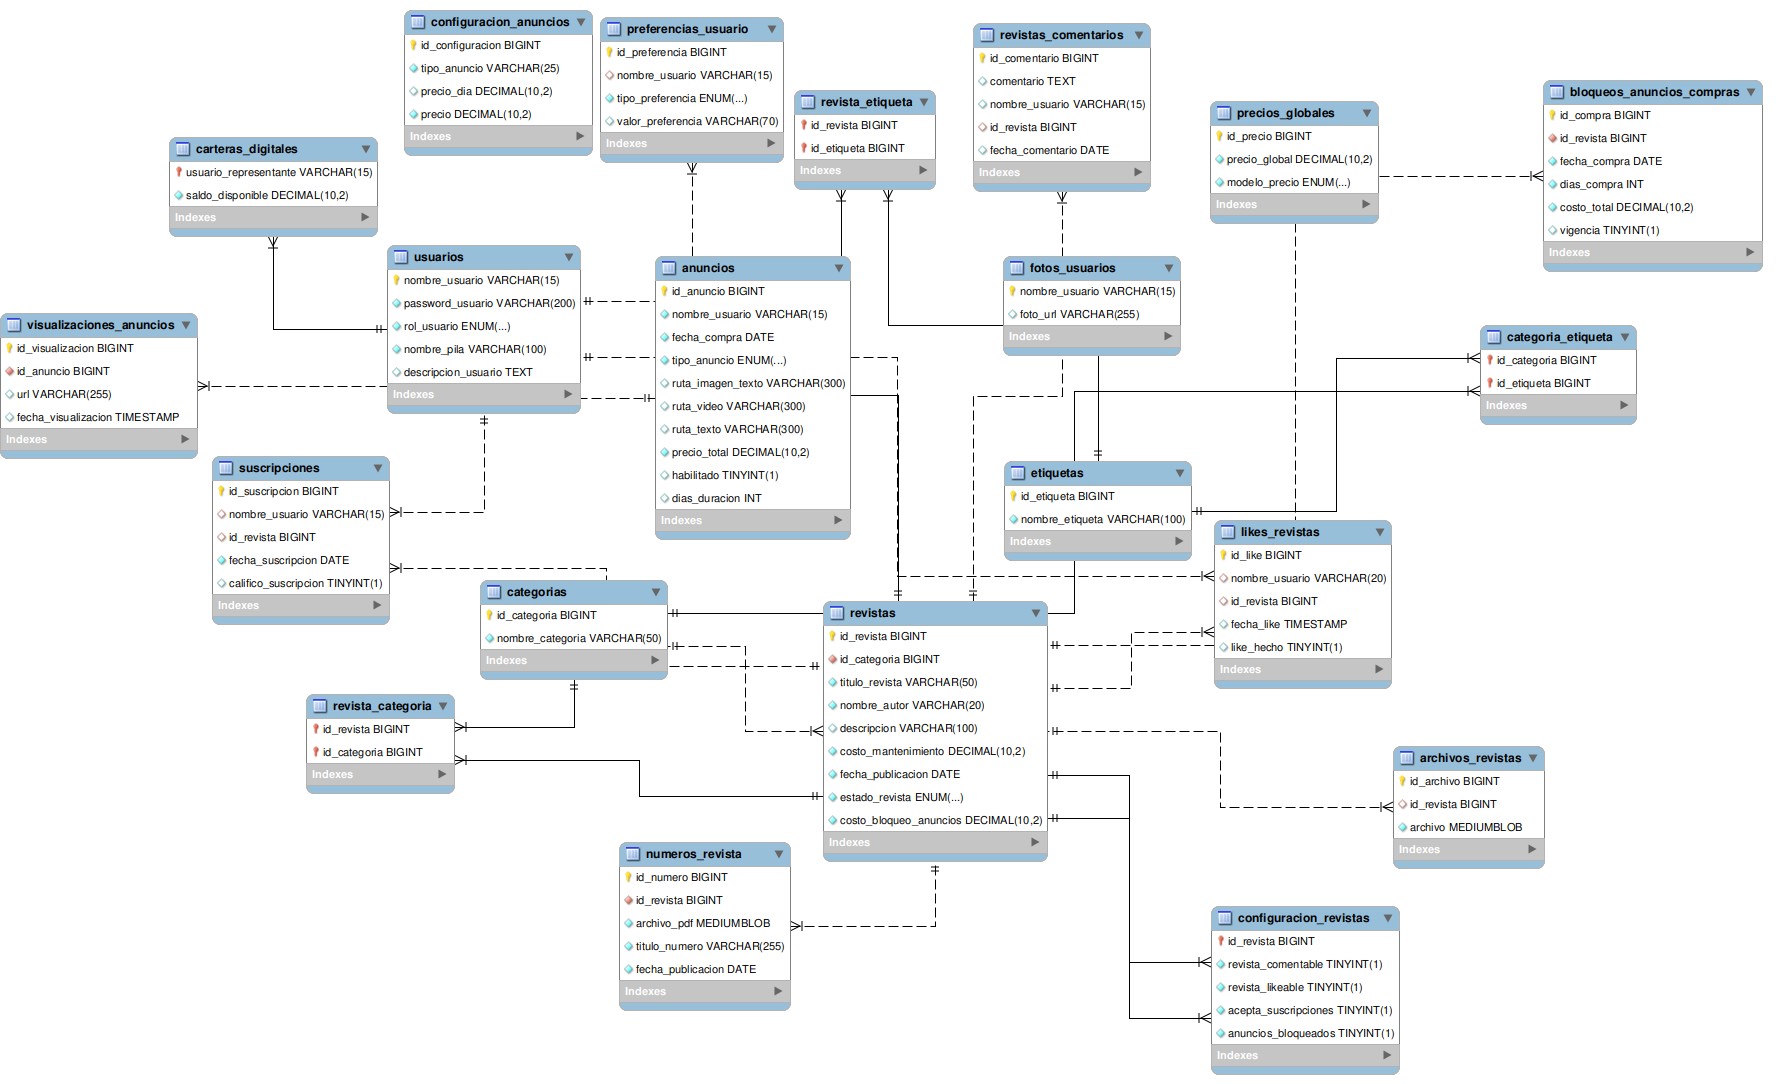 configuracion_anuncios
id_configuracion BIGINT
tipo_anuncio VARCHAR(25)
precio_dia DECIMAL(10,2)
precio DECIMAL(10,2)
Indexes
preferencias_usuario
id_preferencia BIGINT
nombre_usuario VARCHAR(15)
tipo_preferencia ENUM(...)
valor_preferencia VARCHAR(70)
Indexes
revista_etiqueta
id_revista BIGINT
id_etiqueta BIGINT
Indexes
revistas_comentarios
id_comentario BIGINT
comentario TEXT
nombre_usuario VARCHAR(15)
id_revista BIGINT
fecha_comentario DATE
Indexes
precios_globales
id_precio BIGINT
precio_global DECIMAL(10,2)
modelo_precio ENUM(...)
Indexes
bloqueos_anuncios_compras
id_compra BIGINT
id_revista BIGINT
fecha_compra DATE
dias_compra INT
costo_total DECIMAL(10,2)
vigencia TINYINT(1)
Indexes
carteras_digitales
usuario_representante VARCHAR(15)
saldo_disponible DECIMAL(10,2)
Indexes
usuarios
nombre_usuario VARCHAR(15)
password_usuario VARCHAR(200)
rol_usuario ENUM(...)
nombre_pila VARCHAR(100)
descripcion_usuario TEXT
Indexes
anuncios
id_anuncio BIGINT
nombre_usuario VARCHAR(15)
fecha_compra DATE
tipo_anuncio ENUM(...)
ruta_imagen_texto VARCHAR(300)
ruta_video VARCHAR(300)
ruta_texto VARCHAR(300)
precio_total DECIMAL(10,2)
habilitado TINYINT(1)
dias_duracion INT
Indexes
fotos_usuarios
nombre_usuario VARCHAR(15)
foto_url VARCHAR(255)
Indexes
visualizaciones_anuncios
id_visualizacion BIGINT
id_anuncio BIGINT
url VARCHAR(255)
fecha_visualizacion TIMESTAMP
Indexes
categoria_etiqueta
id_categoria BIGINT
id_etiqueta BIGINT
Indexes
suscripciones
id_suscripcion BIGINT
nombre_usuario VARCHAR(15)
id_revista BIGINT
fecha_suscripcion DATE
califico_suscripcion TINYINT(1)
Indexes
etiquetas
id_etiqueta BIGINT
nombre_etiqueta VARCHAR(100)
Indexes
likes_revistas
id_like BIGINT
nombre_usuario VARCHAR(20)
id_revista BIGINT
fecha_like TIMESTAMP
like_hecho TINYINT(1)
Indexes
categorias
id_categoria BIGINT
nombre_categoria VARCHAR(50)
Indexes
revistas
id_revista BIGINT
id_categoria BIGINT
titulo_revista VARCHAR(50)
nombre_autor VARCHAR(20)
descripcion VARCHAR(100)
costo_mantenimiento DECIMAL(10,2)
fecha_publicacion DATE
estado_revista ENUM(...)
costo_bloqueo_anuncios DECIMAL(10,2)
Indexes
revista_categoria
id_revista BIGINT
id_categoria BIGINT
Indexes
archivos_revistas
id_archivo BIGINT
id_revista BIGINT
archivo MEDIUMBLOB
Indexes
numeros_revista
id_numero BIGINT
id_revista BIGINT
archivo_pdf MEDIUMBLOB
titulo_numero VARCHAR(255)
fecha_publicacion DATE
Indexes
configuracion_revistas
id_revista BIGINT
revista_comentable TINYINT(1)
revista_likeable TINYINT(1)
acepta_suscripciones TINYINT(1)
anuncios_bloqueados TINYINT(1)
Indexes